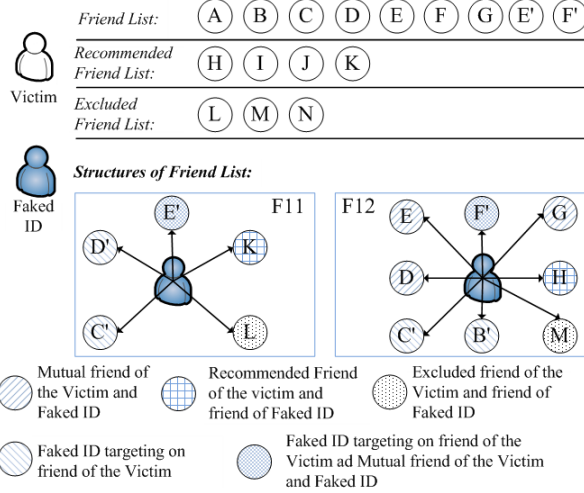 Friend List: A B C D E F G E' F'
Recommended
Friend List: H I J K
Victim
Excluded
Friend List: L M N
Faked
ID
Structures of Friend List:
F11
E'
D' K
C' L
F12
E F' G
D H
C' B' M
Mutual friend of
the Victim and
Faked ID
Recommended Friend
of the victim and
friend of Faked ID
Excluded friend of the
Victim and friend of
Faked ID
Faked ID targeting on
friend of the Victim
Faked ID targeting on friend of the
Victim ad Mutual friend of the Victim
and Faked ID